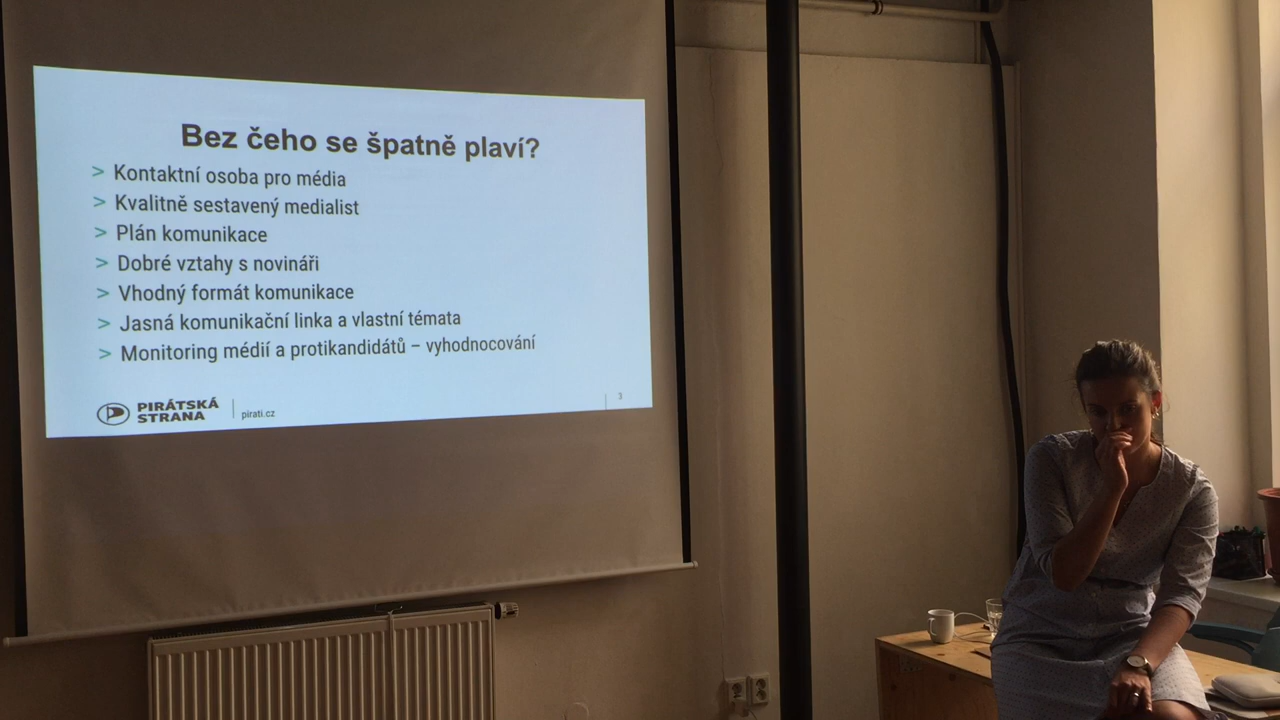 Bez čeho se špatně plaví?
> Kontaktní osoba pro média
> Kvalitně sestavený medialist
> Plán komunikace
> Dobré vztahy s novináři
> Vhodný formát komunikace
> Jasná komunikační linka a vlastní témata
> Monitoring médií a protikandidátů – vyhodnocování
PIRÁTSKÁ
STRANA
pirati.cz
3